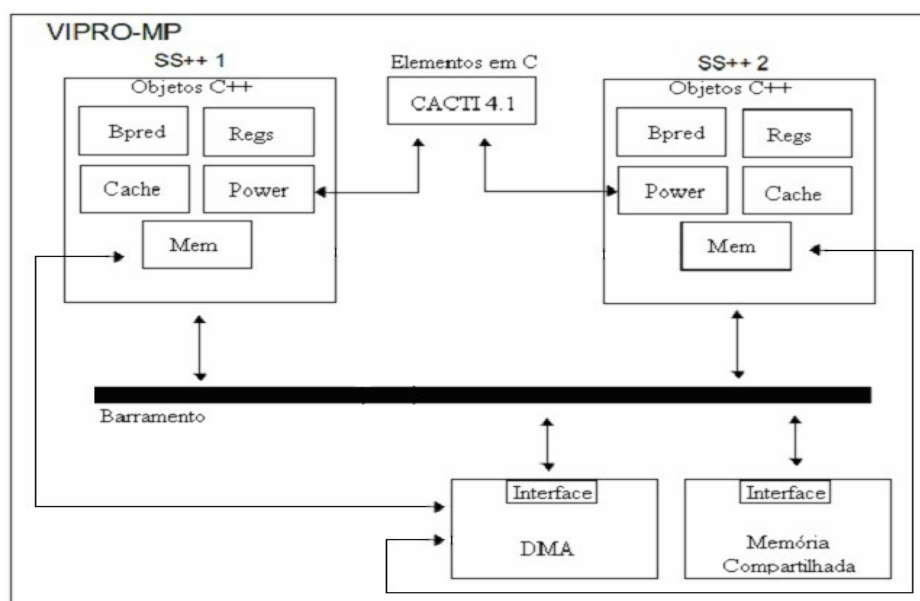 VIPRO-MP
SS++ 1
Objetos C++
Bpred
Regs
Cache
Power
Mem
Elementos em C
CACTI 4.1
SS++ 2
Objetos C++
Bpred
Regs
Power
Cache
Mem
Barramento
Interface
DMA
Interface
Memória
Compartilhada